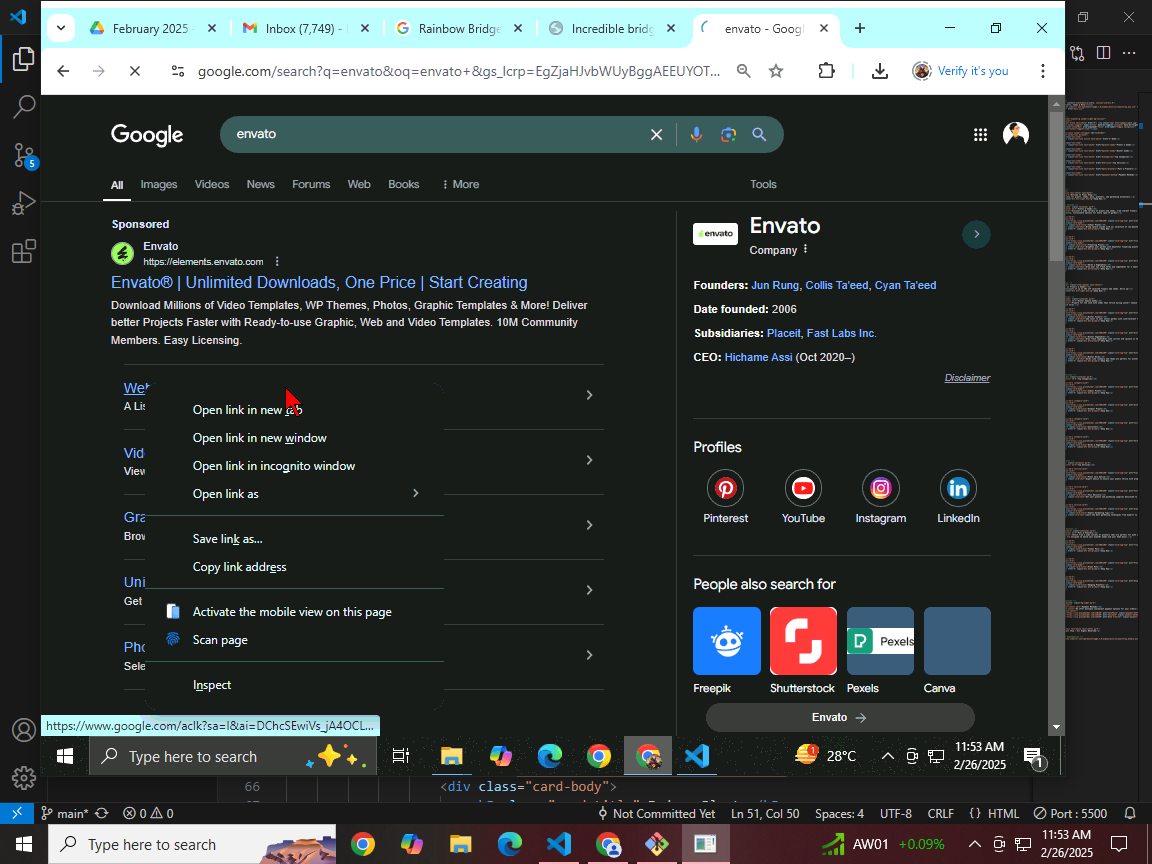 February 2025
Inbox (7,749) -
Rainbow Bridge
Incredible bridg
envato - Googl
google.com/search?q=envato&oq=envato+&gs_lcrp=EgZjaHJvbWUyBggAEEUYOT...
Verify it's you
Google
envato
All
Images
Videos
News
Forums
Web
Books
More
Tools
Sponsored
Envato
https://elements.envato.com
Envato® | Unlimited Downloads, One Price | Start Creating
Download Millions of Video Templates, WP Themes, Photos, Graphic Templates & More! Deliver
better Projects Faster with Ready-to-use Graphic, Web and Video Templates. 10M Community
Members. Easy Licensing.
Web
A Lis
Vid
View
Gra
Brow
Uni
Get
Pho
Sele
Open link in new tab
Open link in new window
Open link in incognito window
Open link as
Save link as...
Copy link address
Activate the mobile view on this page
Scan page
Inspect
envato
Envato
Company
Founders: Jun Rung, Collis Ta'eed, Cyan Ta'eed
Date founded: 2006
Subsidiaries: Placeit, Fast Labs Inc.
CEO: Hichame Assi (Oct 2020–)
Disclaimer
Profiles
Pinterest
YouTube
Instagram
LinkedIn
People also search for
Pexels
Freepik
Shutterstock
Pexels
Canva
Envato
https://www.google.com/aclk?sa=l&ai=DChcSEwiVs_jA4OCL...
Type here to search
28°C
11:53 AM
2/26/2025
1
5
66
<div class="card-body">
main*
0
0
Not Committed Yet
Ln 51, Col 50
Spaces: 4
UTF-8
CRLF
{} HTML
Port : 5500
Type here to search
AW01
+0.09%
11:53 AM
2/26/2025